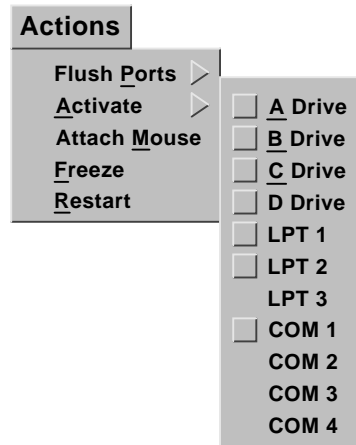 Actions
Flush Ports
Activate
Attach Mouse
Freeze
Restart
A Drive
B Drive
C Drive
D Drive
LPT 1
LPT 2
LPT 3
COM 1
COM 2
COM 3
COM 4